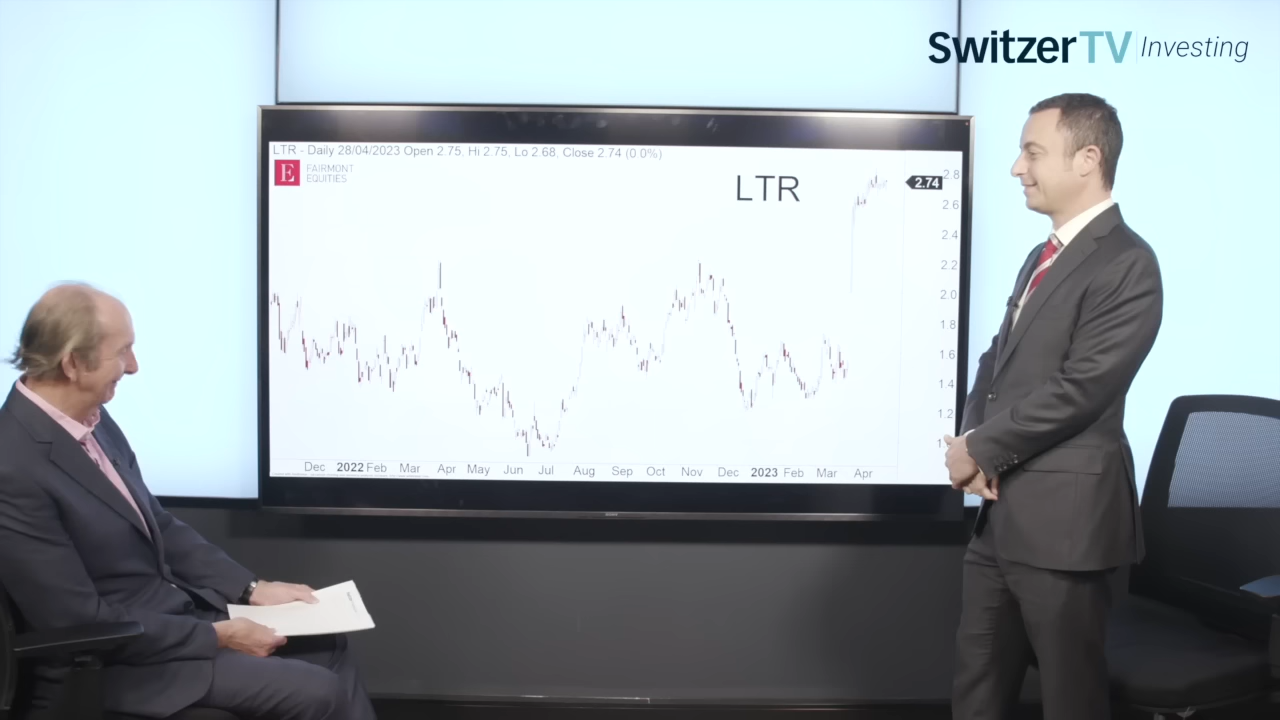 SwitzerTV Investing
LTR - Daily 28/04/2023 Open 2.75, Hi 2.75, Lo 2.68, Close 2.74 (0.0%)
E FAIRMONT
EQUITIES
LTR
2.8
2.74
2.6
2.4
2.2
2.0
1.8
1.6
1.4
1.2
1
Dec 2022 Feb Mar Apr May Jun Jul Aug Sep Oct Nov Dec 2023 Feb Mar Apr